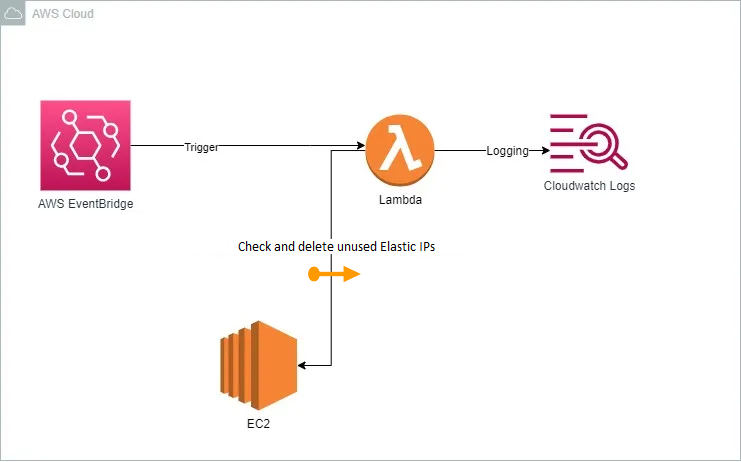 AWS Cloud
Trigger
Logging
AWS EventBridge
Lambda
Cloudwatch Logs
Check and delete unused Elastic IPs
EC2